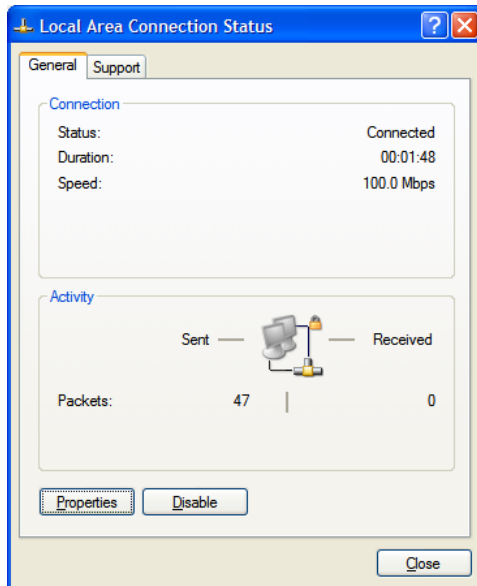 Local Area Connection Status
General Support
Connection
Status: Connected
Duration: 00:01:48
Speed: 100.0 Mbps
Activity
Sent Received
Packets: 47 0
Properties Disable
Close